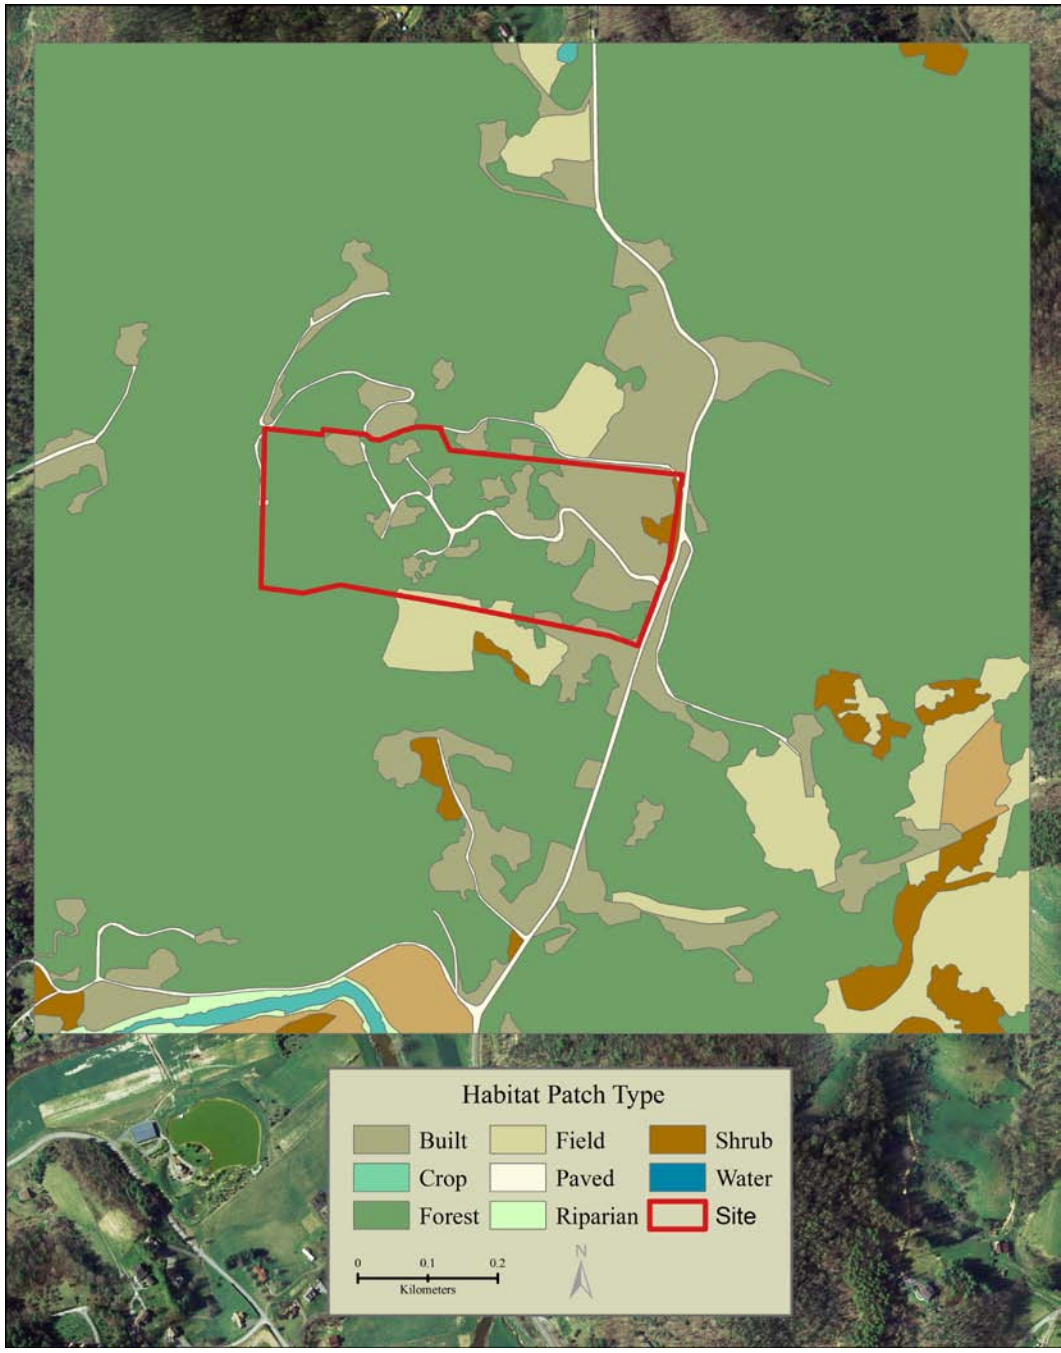 Habitat Patch Type
Built Field Shrub
Crop Paved Water
Forest Riparian Site
0 0.1 0.2
Kilometers
N